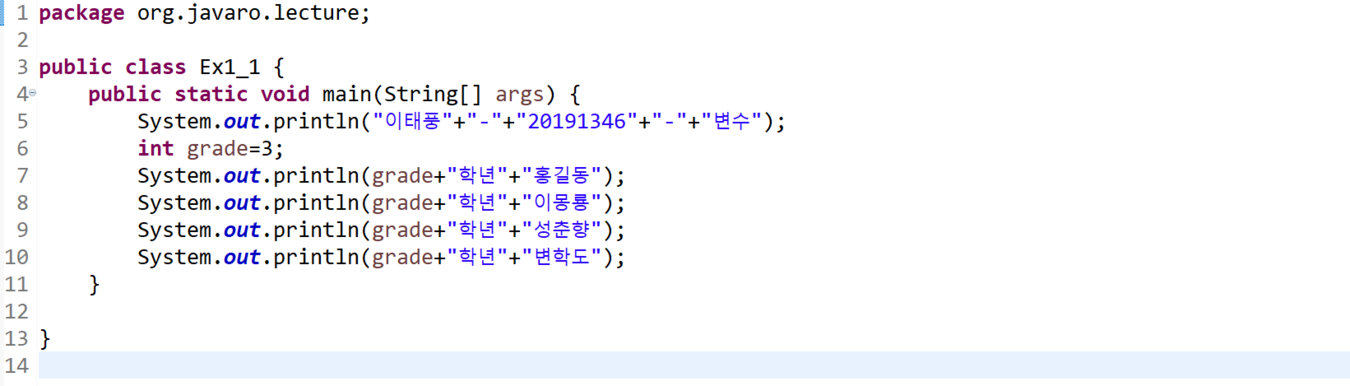 1 package org.javaro.lecture;
2
3 public class Ex1_1 {
4     public static void main(String[] args) {
5         System.out.println("이태풍"+"-"+"20191346"+"-"+"변수");
6         int grade=3;
7         System.out.println(grade+"학년"+"홍길동");
8         System.out.println(grade+"학년"+"이몽룡");
9         System.out.println(grade+"학년"+"성춘향");
10         System.out.println(grade+"학년"+"변학도");
11     }
12
13 }
14